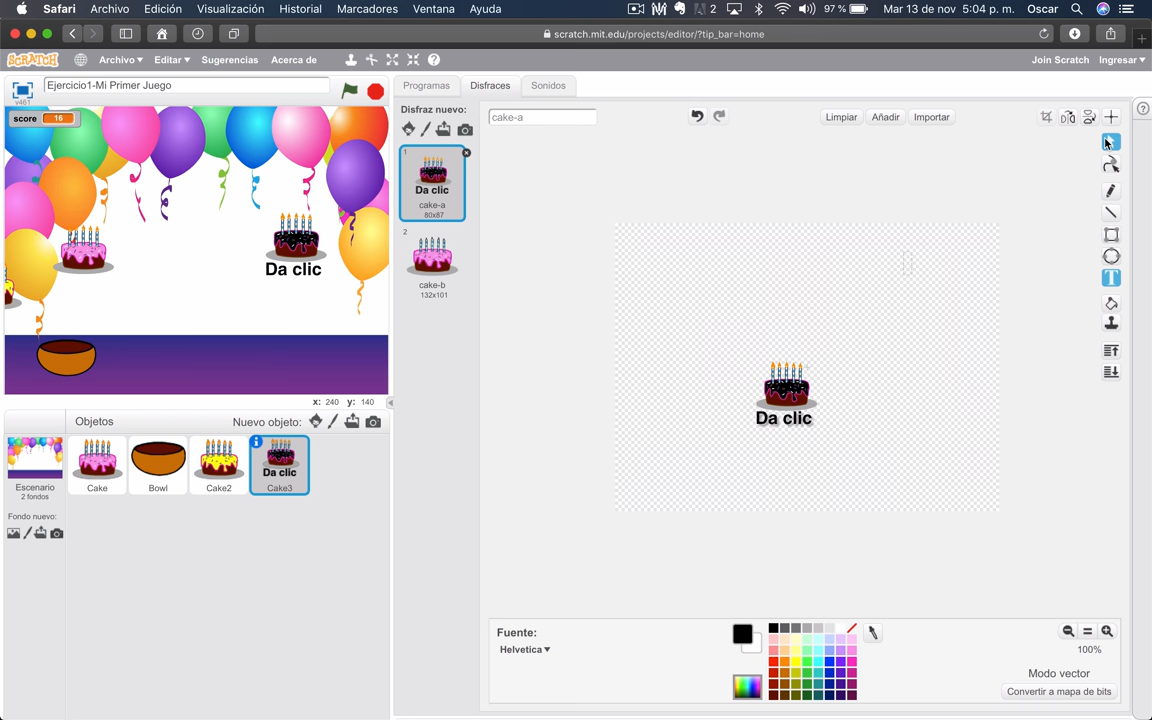 Safari Archivo Edición Visualización Historial Marcadores Ventana Ayuda 2 97 % Mar 13 de nov 5:04 p. m. Oscar
scratch.mit.edu/projects/editor/?tip_bar=home
SCRATCH Archivo Editar Sugerencias Acerca de Join Scratch Ingresar
Ejercicio1-Mi Primer Juego
v461
score 16
Da clic
x: 240 y: 140
Programas Disfraces Sonidos
Disfraz nuevo:
1
Da clic
cake-a
80x87
2
cake-b
132x101
cake-a
Limpiar Añadir Importar
T
Da clic
Objetos Nuevo objeto:
Escenario
2 fondos
Fondo nuevo:
Cake
Bowl
Cake2
Da clic
Cake3
Fuente:
Helvetica
100%
Modo vector
Convertir a mapa de bits